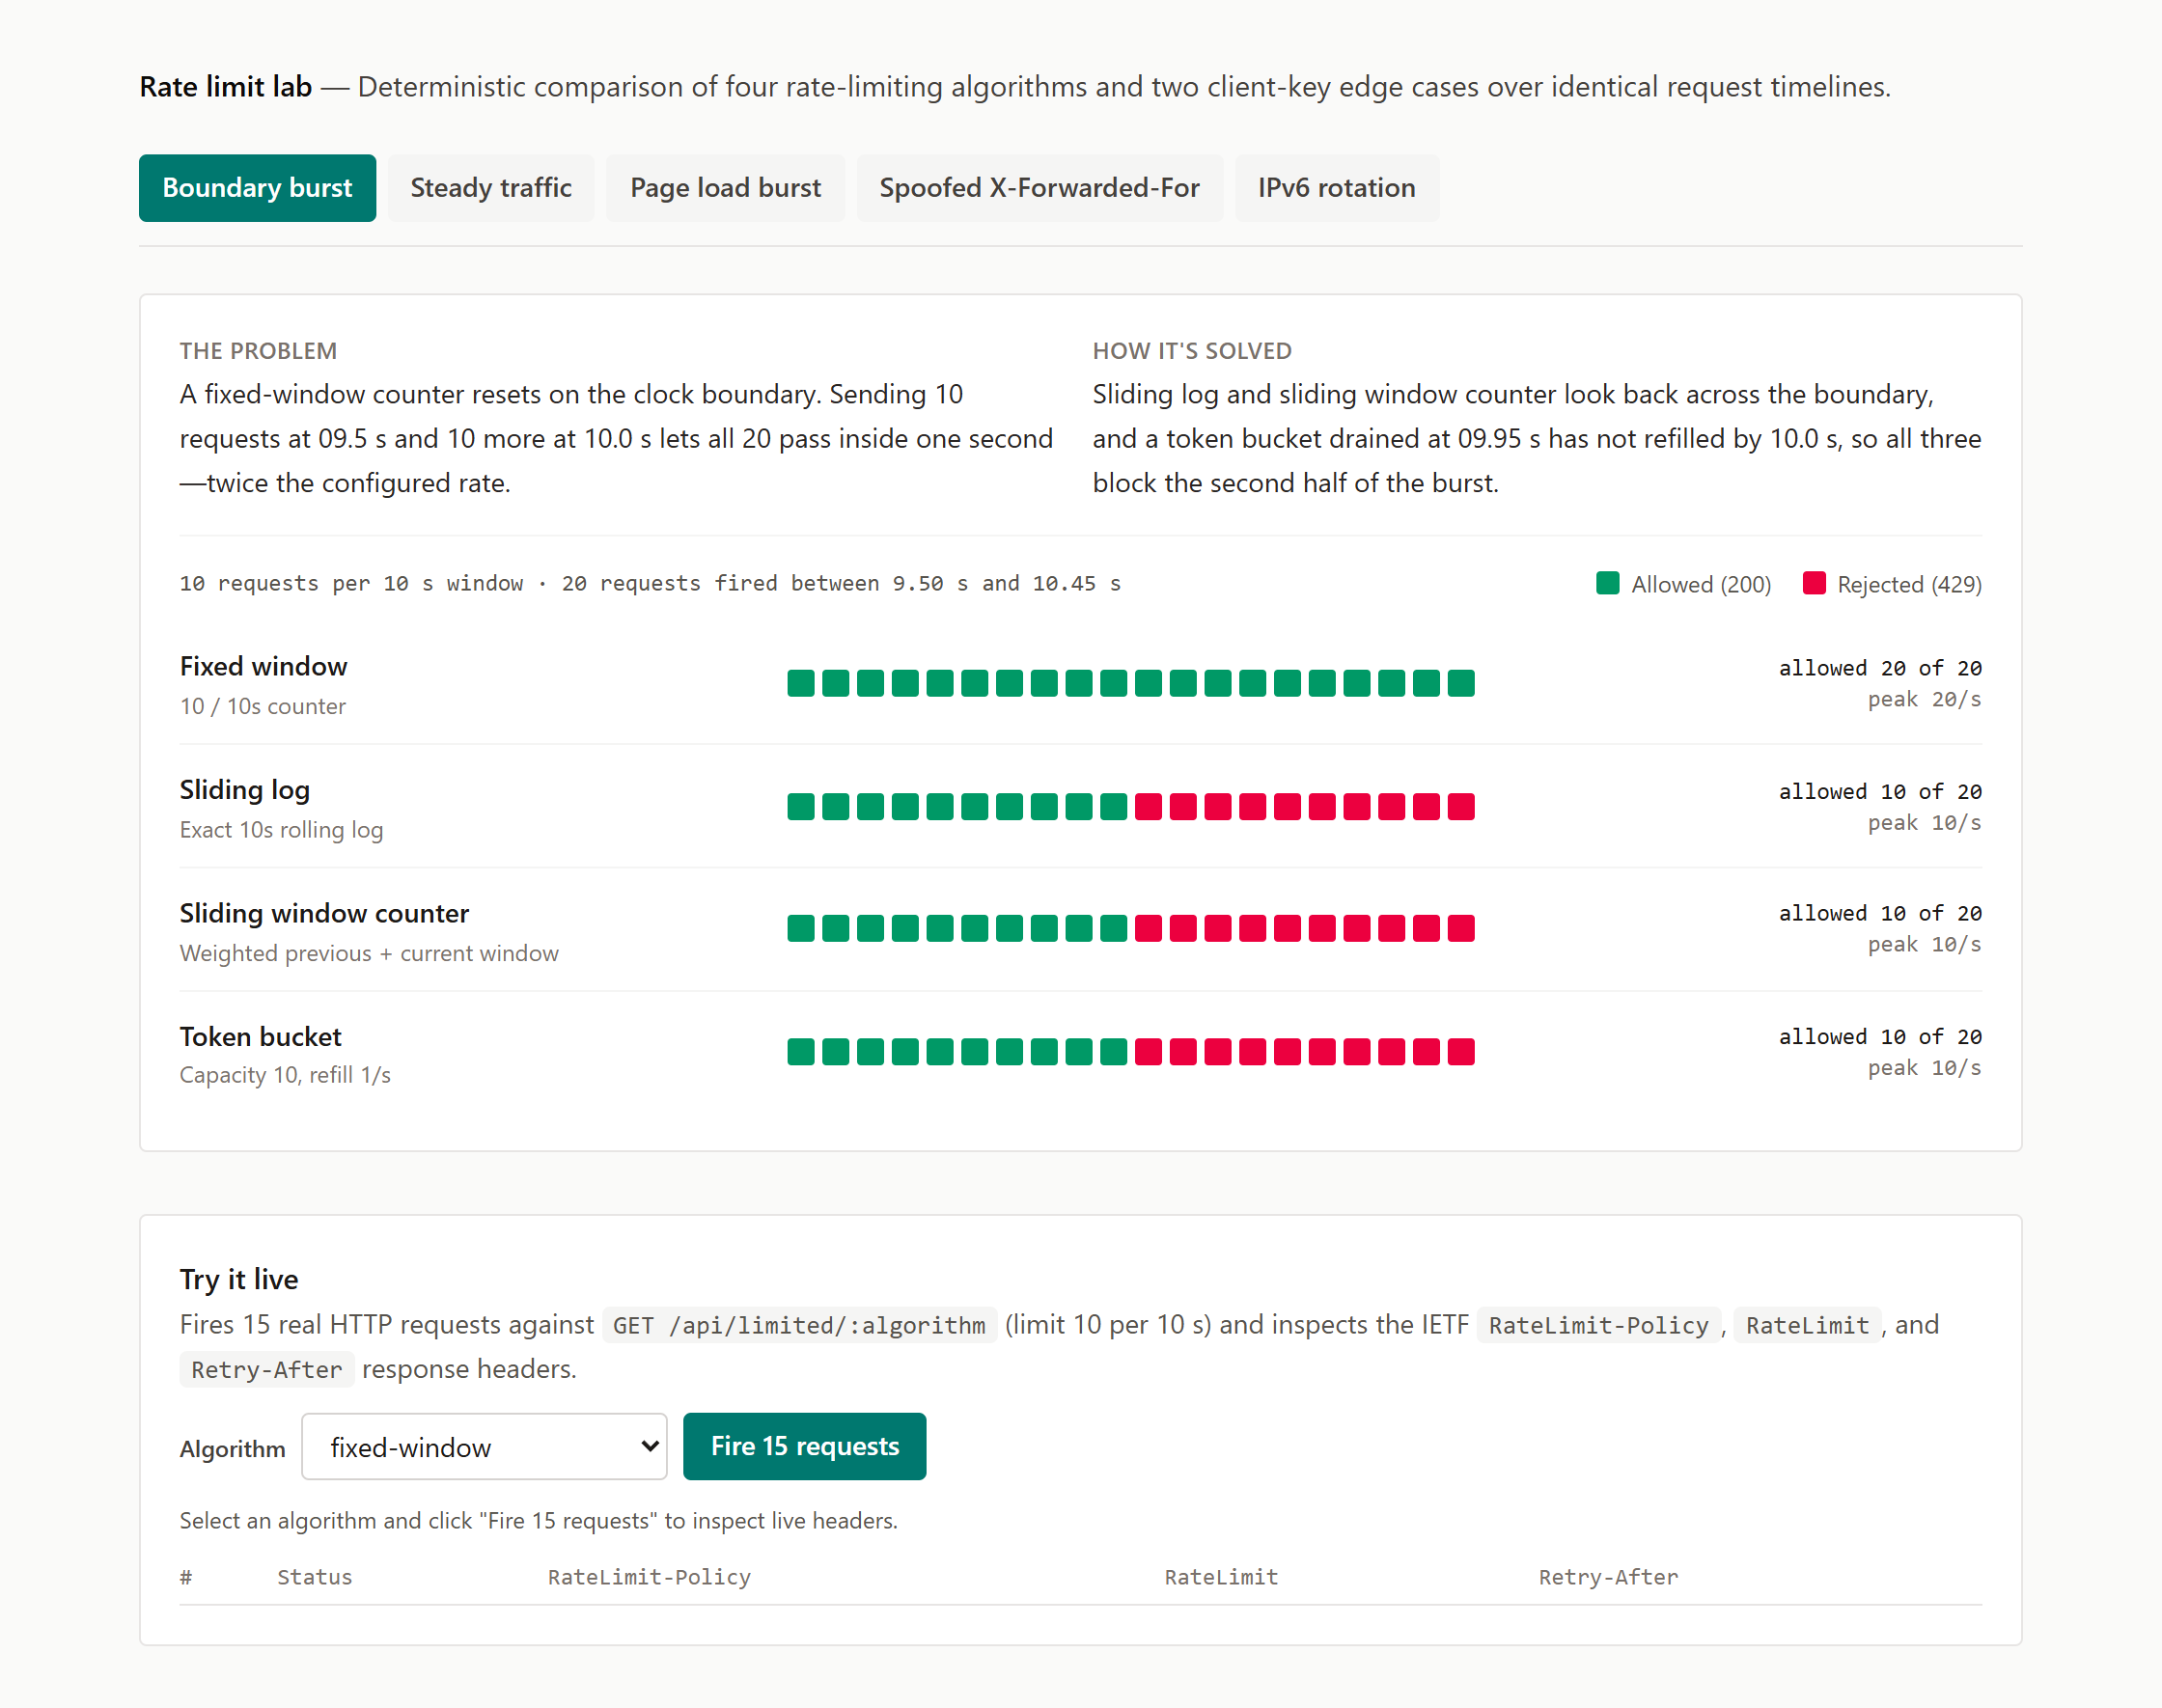 Rate limit lab — Deterministic comparison of four rate-limiting algorithms and two client-key edge cases over identical request timelines.
Boundary burst
Steady traffic
Page load burst
Spoofed X-Forwarded-For
IPv6 rotation
THE PROBLEM
A fixed-window counter resets on the clock boundary. Sending 10
requests at 09.5 s and 10 more at 10.0 s lets all 20 pass inside one second
—twice the configured rate.
HOW IT'S SOLVED
Sliding log and sliding window counter look back across the boundary,
and a token bucket drained at 09.95 s has not refilled by 10.0 s, so all three
block the second half of the burst.
10 requests per 10 s window · 20 requests fired between 9.50 s and 10.45 s
Allowed (200)
Rejected (429)
Fixed window
10 / 10s counter
allowed 20 of 20
peak 20/s
Sliding log
Exact 10s rolling log
allowed 10 of 20
peak 10/s
Sliding window counter
Weighted previous + current window
allowed 10 of 20
peak 10/s
Token bucket
Capacity 10, refill 1/s
allowed 10 of 20
peak 10/s
Try it live
Fires 15 real HTTP requests against GET /api/limited/:algorithm (limit 10 per 10 s) and inspects the IETF RateLimit-Policy, RateLimit, and
Retry-After response headers.
Algorithm
fixed-window
Fire 15 requests
Select an algorithm and click "Fire 15 requests" to inspect live headers.
# Status RateLimit-Policy RateLimit Retry-After